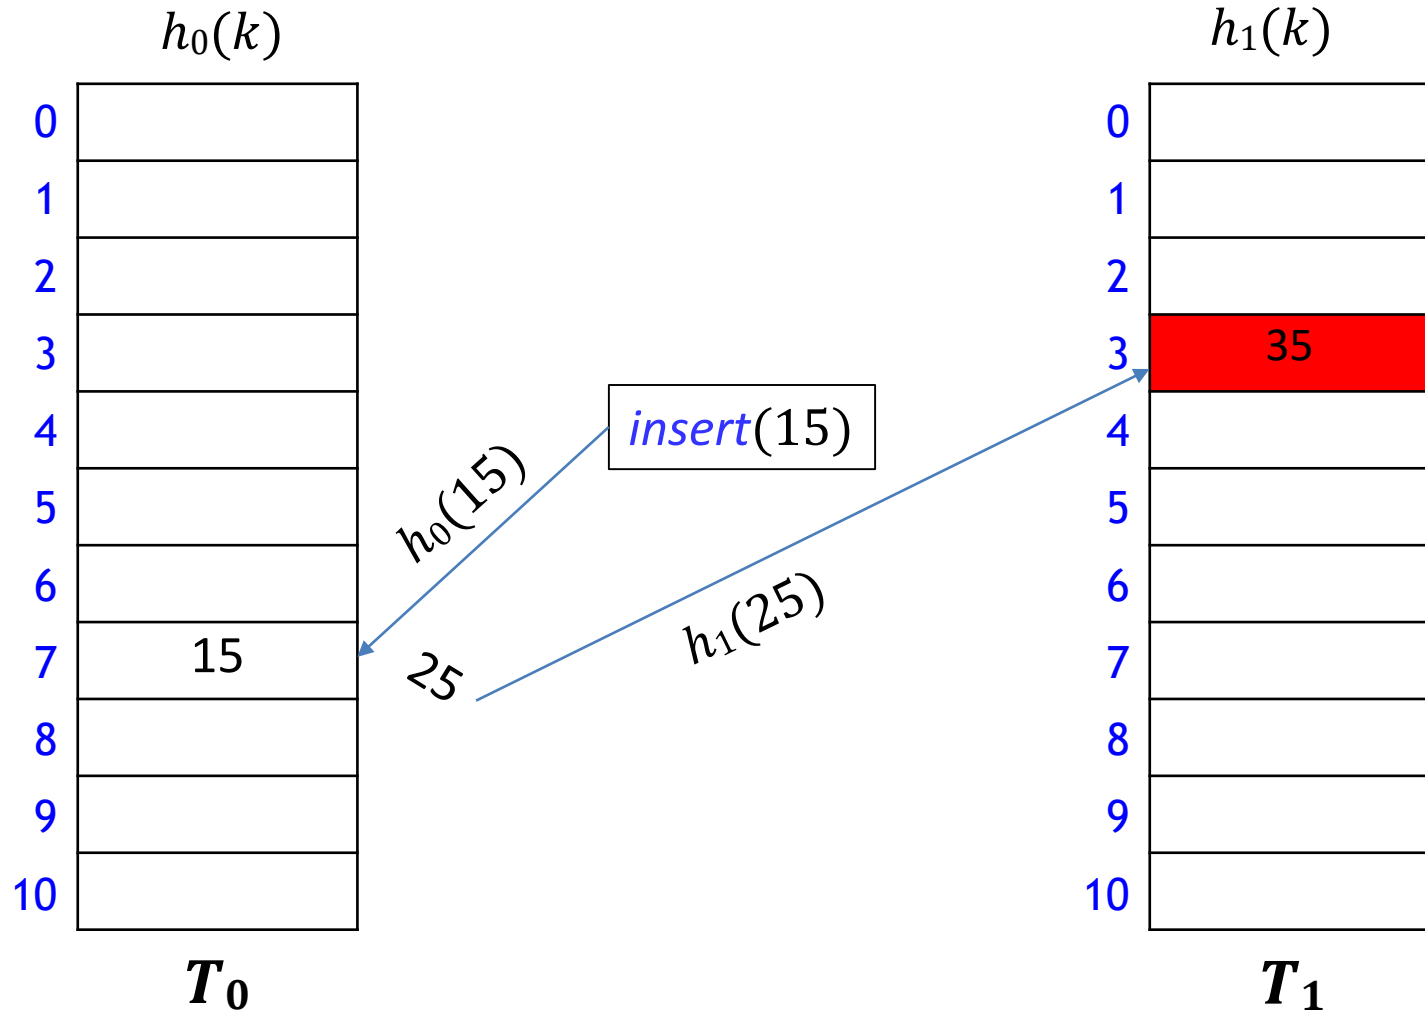 h₀(k) h₁(k)
0 0
1 1
2 2
3 3 35
4 insert(15) 4
5 h₀(15) 5
6 h₁(25) 6
7 15 25 7
8 8
9 9
10 10
T₀ T₁